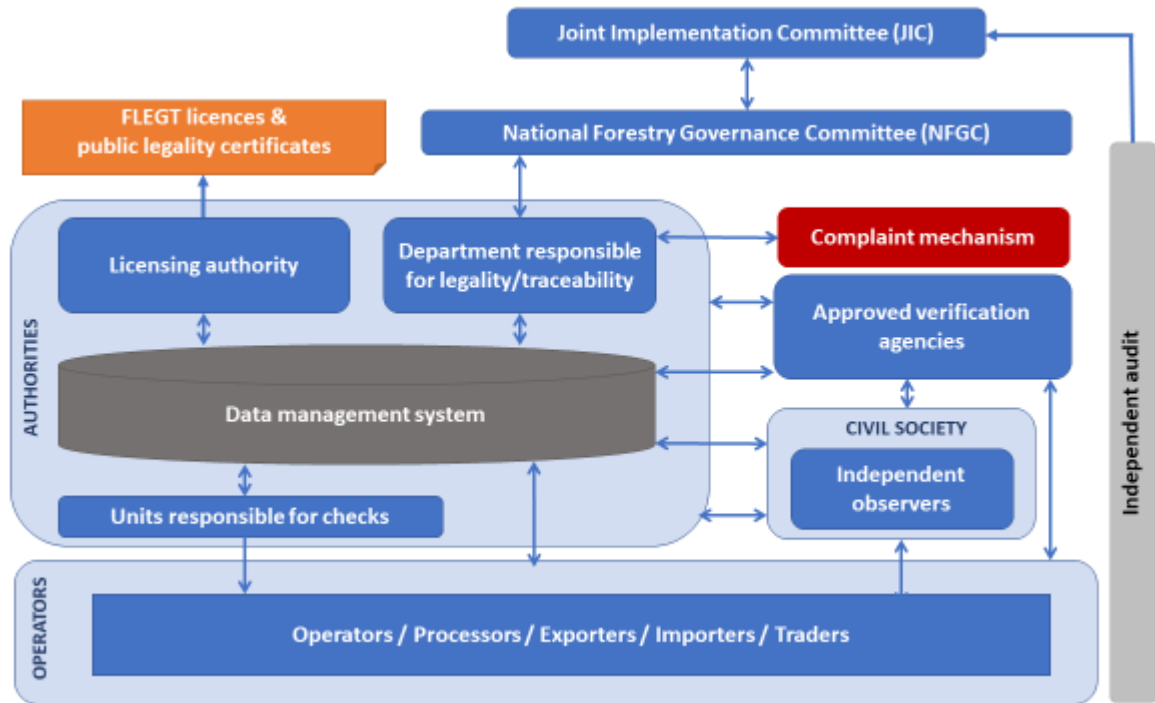 Joint Implementation Committee (JIC)
FLEGT licences &
public legality certificates
National Forestry Governance Committee (NFGC)
Licensing authority
Department responsible
for legality/traceability
Complaint mechanism
Approved verification
agencies
AUTHORITIES
Data management system
CIVIL SOCIETY
Independent
observers
Units responsible for checks
Independent audit
OPERATORS
Operators / Processors / Exporters / Importers / Traders